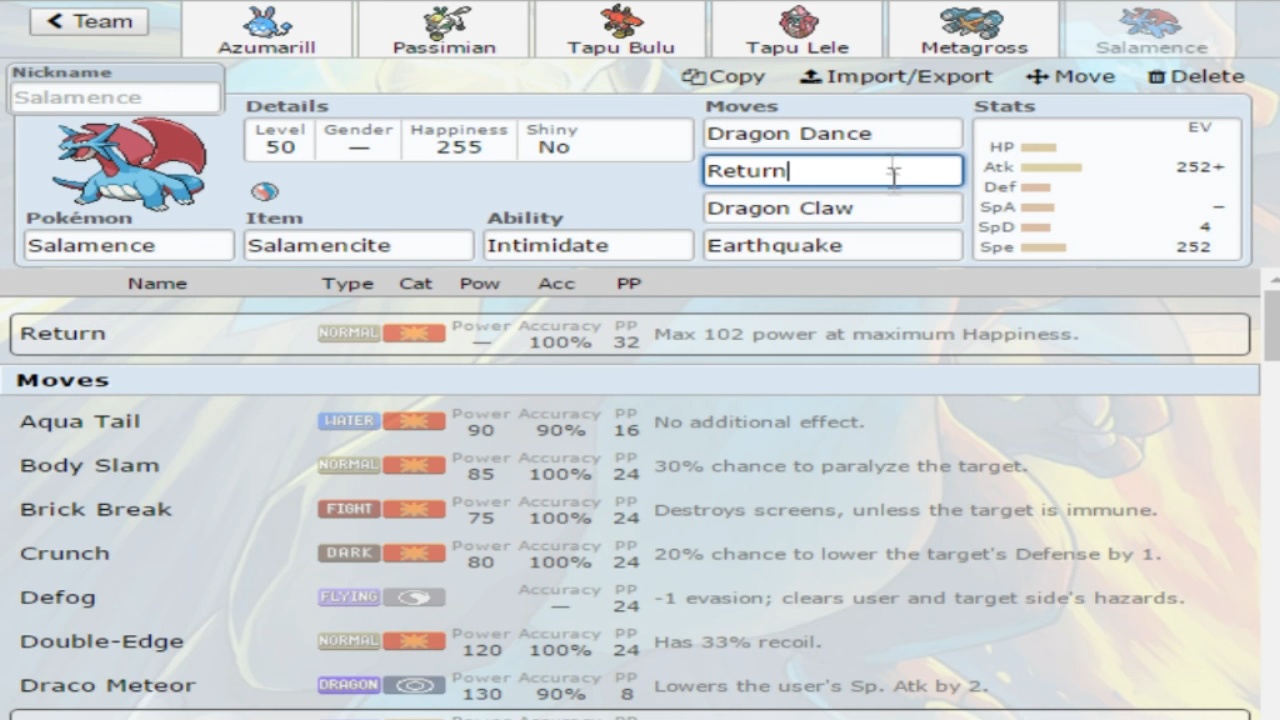 Team
Azumarill
Passimian
Tapu Bulu
Tapu Lele
Metagross
Salamence
Nickname
Salamence
Copy
Import/Export
Move
Delete
Details
Level
50
Gender
—
Happiness
255
Shiny
No
Moves
Dragon Dance
Return
Dragon Claw
Earthquake
Stats
EV
HP
Atk 252+
Def
SpA –
SpD 4
Spe 252
Pokémon
Salamence
Item
Salamencite
Ability
Intimidate
Name Type Cat Pow Acc PP
Return NORMAL Power — Accuracy 100% PP 32 Max 102 power at maximum Happiness.
Moves
Aqua Tail WATER Power 90 Accuracy 90% PP 16 No additional effect.
Body Slam NORMAL Power 85 Accuracy 100% PP 24 30% chance to paralyze the target.
Brick Break FIGHT Power 75 Accuracy 100% PP 24 Destroys screens, unless the target is immune.
Crunch DARK Power 80 Accuracy 100% PP 24 20% chance to lower the target's Defense by 1.
Defog FLYING Accuracy — PP 24 -1 evasion; clears user and target side's hazards.
Double-Edge NORMAL Power 120 Accuracy 100% PP 24 Has 33% recoil.
Draco Meteor DRAGON Power 130 Accuracy 90% PP 8 Lowers the user's Sp. Atk by 2.